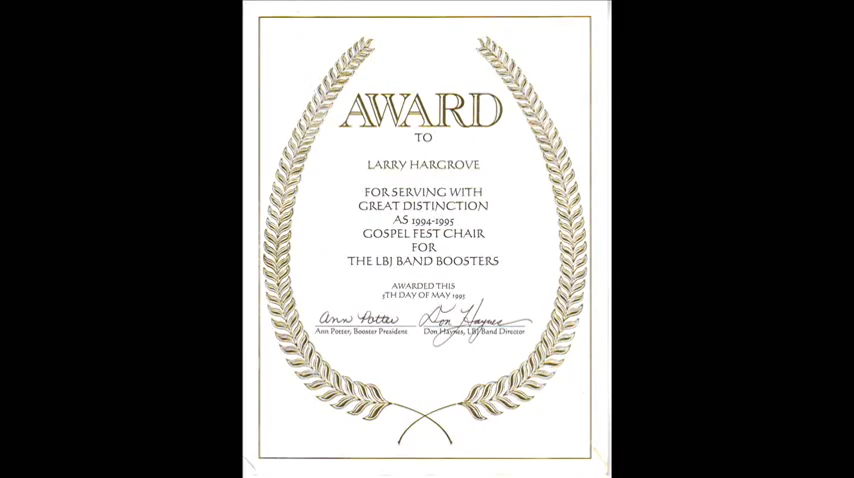 AWARD
TO
LARRY HARGROVE
FOR SERVING WITH
GREAT DISTINCTION
AS 1994-1995
GOSPEL FEST CHAIR
FOR
THE LBJ BAND BOOSTERS
AWARDED THIS
5TH DAY OF MAY 1995
Ann Potter Don Haynes
Ann Potter, Booster President Don Haynes, LBJ Band Director